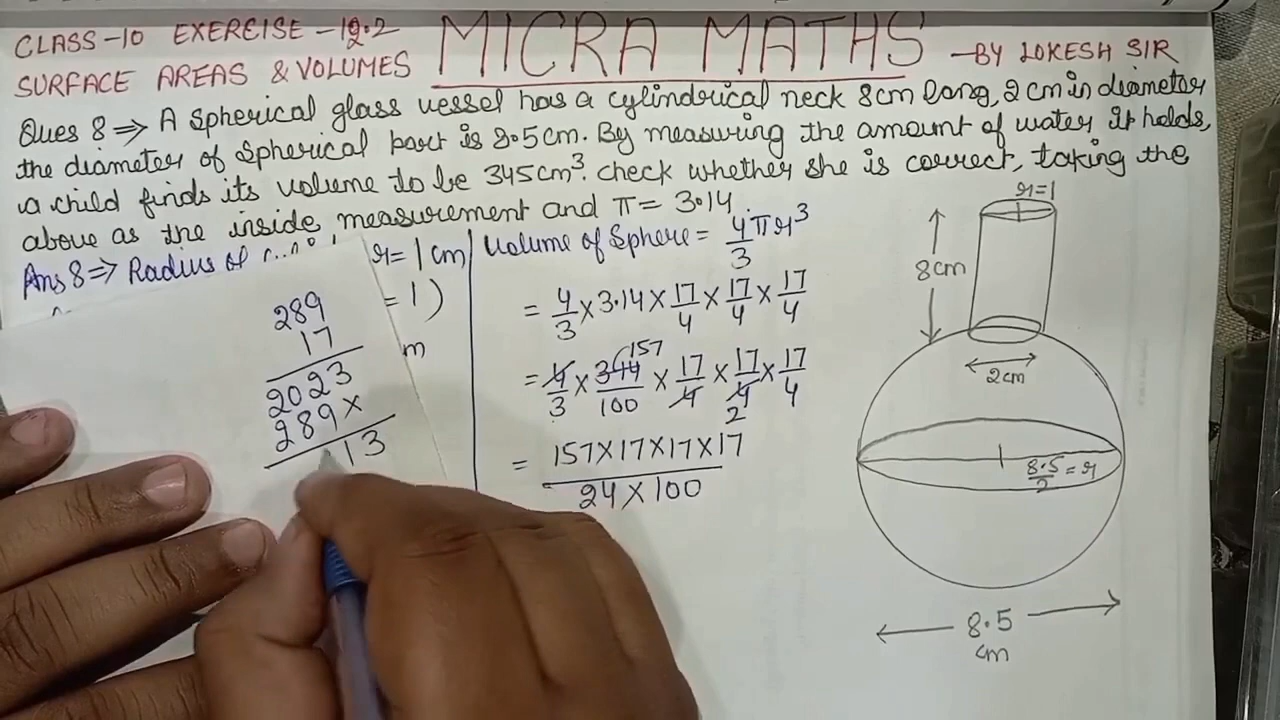 CLASS-10 EXERCISE -12.2
SURFACE AREAS & VOLUMES
MICRA MATHS
-BY LOKESH SIR
Ques 8 => A Spherical glass vessel has a cylindrical neck 8cm long, 2 cm in diameter
the diameter of Spherical part is 8.5 cm. By measuring the amount of water it holds,
a child finds its volume to be 345 cm³. check whether she is correct, taking the
above as the inside measurement and π = 3.14.
Ans 8 => Radius of r= 1 cm
= 1)
m
289
17
2023
289×
13
Volume of Sphere = 4/3 πr³
= 4/3 × 3.14 × 17/4 × 17/4 × 17/4
157
= 4/3 × 314/100 × 17/4 × 17/4 × 17/4
2
= 157×17×17×17 / 24×100
r=1
8cm
2cm
8.5/2 = r
8.5
cm